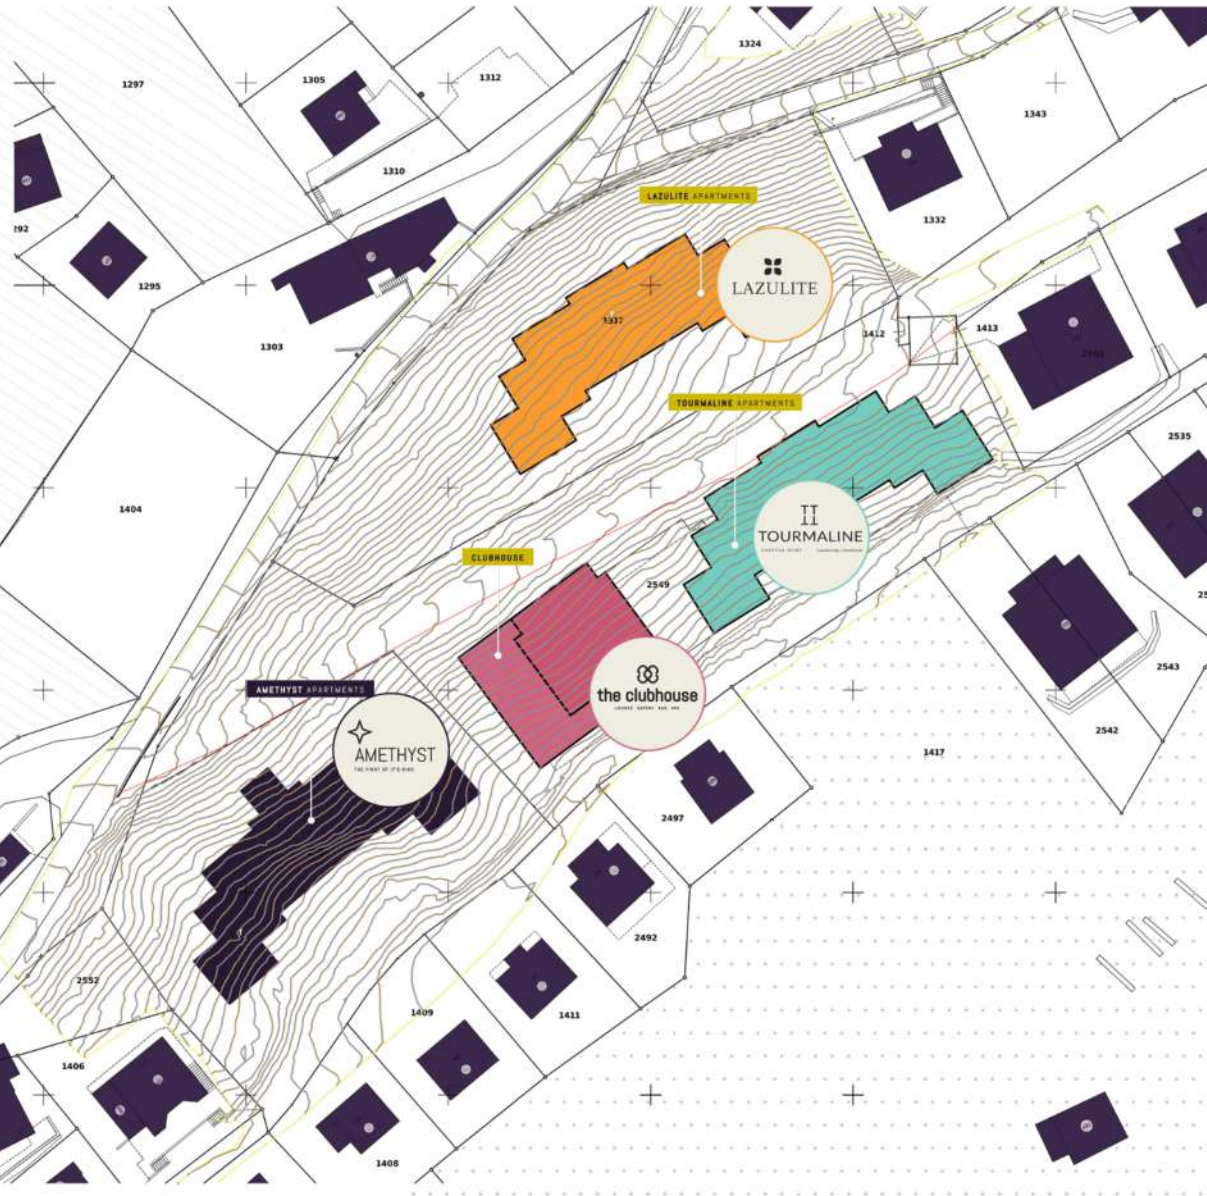 1324
1297
1305
1312
1343
1310
LAZULITE APARTMENTS
1332
292
LAZULITE
1295
1337
1303
1412
1413
TOURMALINE APARTMENTS
2535
1404
TOURMALINE
CLUBHOUSE
2549
the clubhouse
AMETHYST APARTMENTS
2543
2542
AMETHYST
THE FIRST OF IT'S KIND
1417
2497
2492
2552
1409
1411
1406
1408